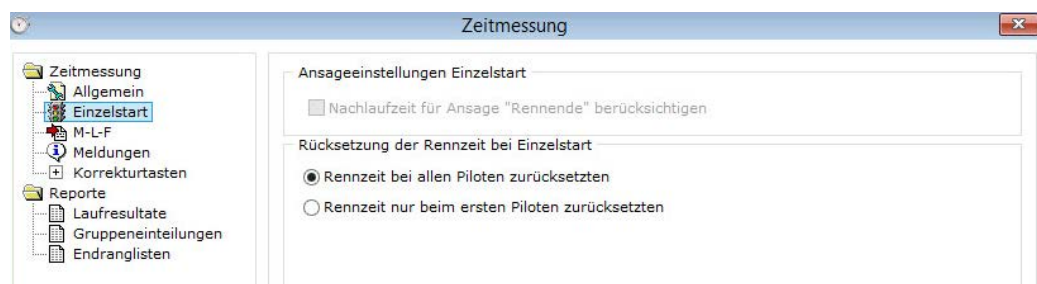 Zeitmessung
Zeitmessung
Allgemein
Einzelstart
M-L-F
Meldungen
Korrekturtasten
Reporte
Laufresultate
Gruppeneinteilungen
Endranglisten
Ansageeinstellungen Einzelstart
Nachlaufzeit für Ansage "Rennende" berücksichtigen
Rücksetzung der Rennzeit bei Einzelstart
Rennzeit bei allen Piloten zurücksetzten
Rennzeit nur beim ersten Piloten zurücksetzten